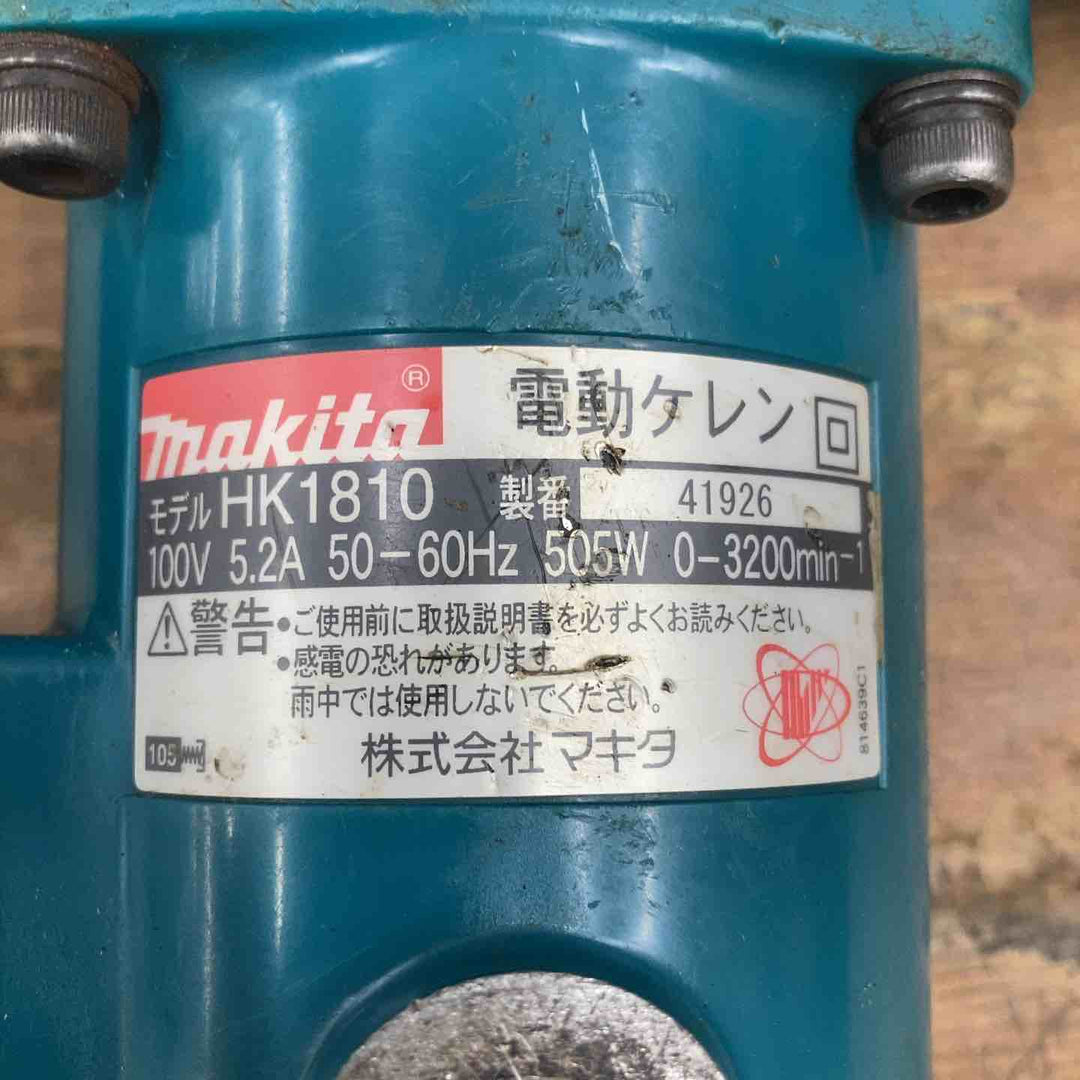 makita® 電動ケレン
モデル HK1810 製番 41926
100V 5.2A 50-60Hz 505W 0-3200min-1
⚠警告 •ご使用前に取扱説明書を必ずよくお読みください。
•感電の恐れがあります。
雨中では使用しないでください。
105
株式会社 マキタ
814639C1